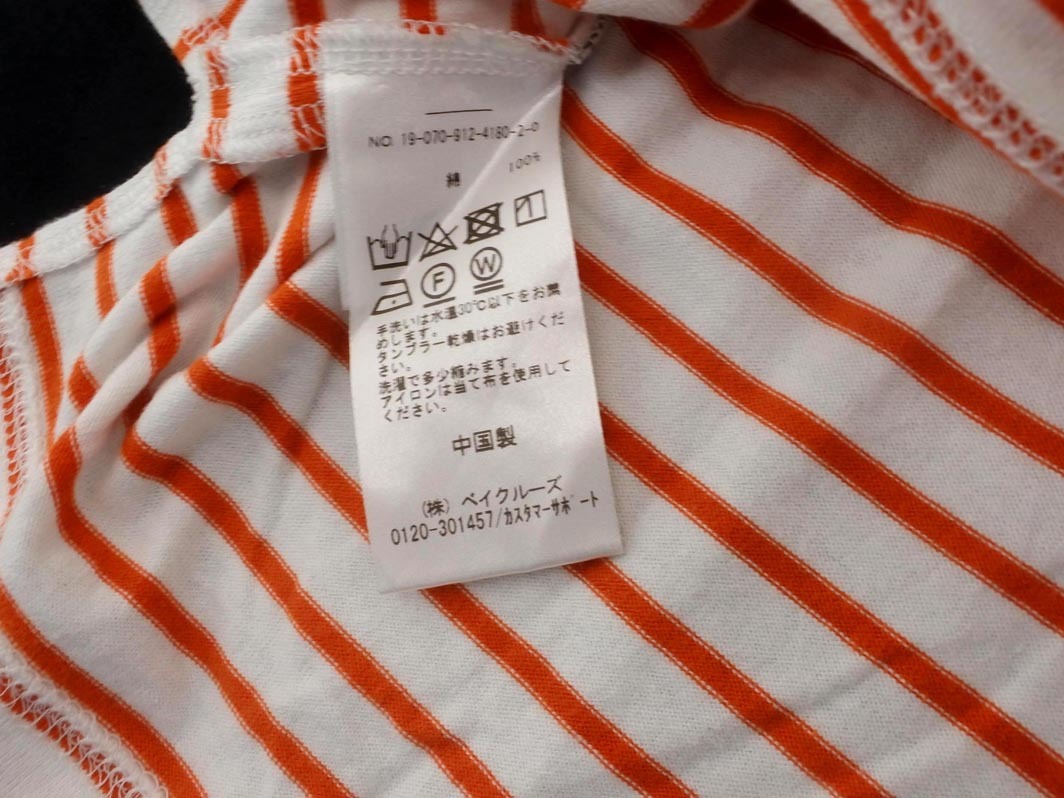 NO. 19-070-912-4180-2-0
綿 100%
F W
手洗いは水温30℃以下をお薦
めします。
タンブラー乾燥はお避けくだ
さい。
洗濯で多少縮みます。
アイロンは当て布を使用して
ください。
中国製
(株) ベイクルーズ
0120-301457/カスタマーサポート